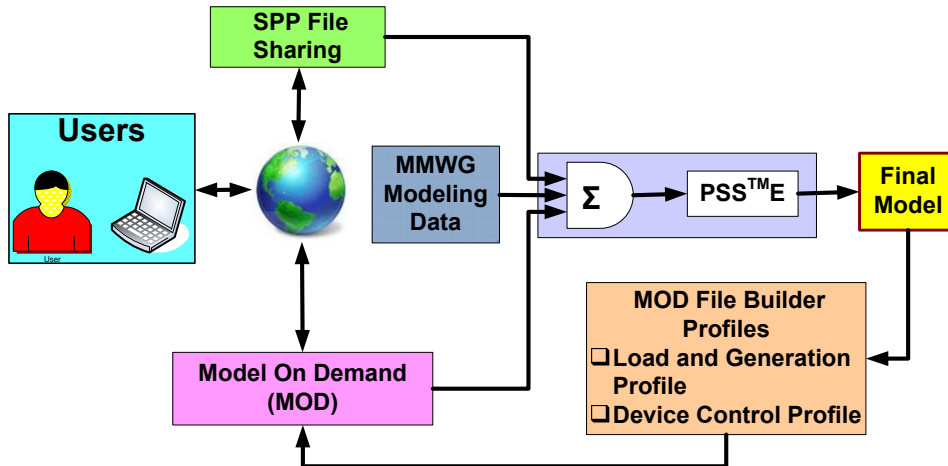 SPP File
Sharing
Users
User
MMWG
Modeling
Data
Σ
PSS™E
Final
Model
MOD File Builder
Profiles
❑Load and Generation
Profile
❑Device Control Profile
Model On Demand
(MOD)